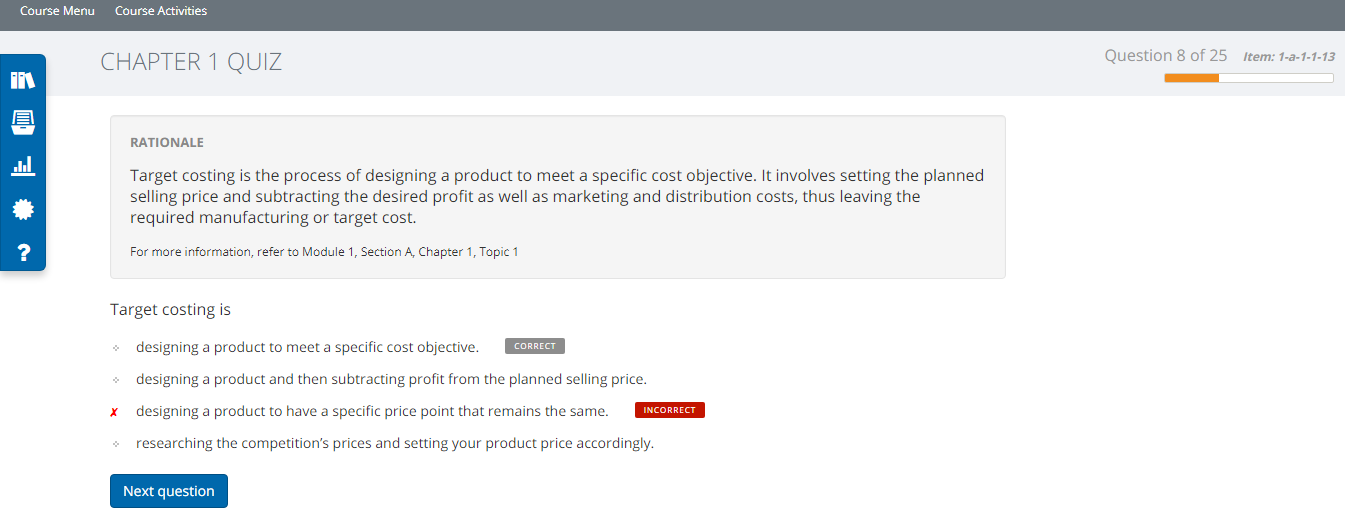 Course Menu Course Activities
CHAPTER 1 QUIZ
Question 8 of 25 Item: 1-a-1-1-13
RATIONALE
Target costing is the process of designing a product to meet a specific cost objective. It involves setting the planned
selling price and subtracting the desired profit as well as marketing and distribution costs, thus leaving the
required manufacturing or target cost.
For more information, refer to Module 1, Section A, Chapter 1, Topic 1
Target costing is
designing a product to meet a specific cost objective. CORRECT
designing a product and then subtracting profit from the planned selling price.
✗ designing a product to have a specific price point that remains the same. INCORRECT
researching the competition’s prices and setting your product price accordingly.
Next question
?